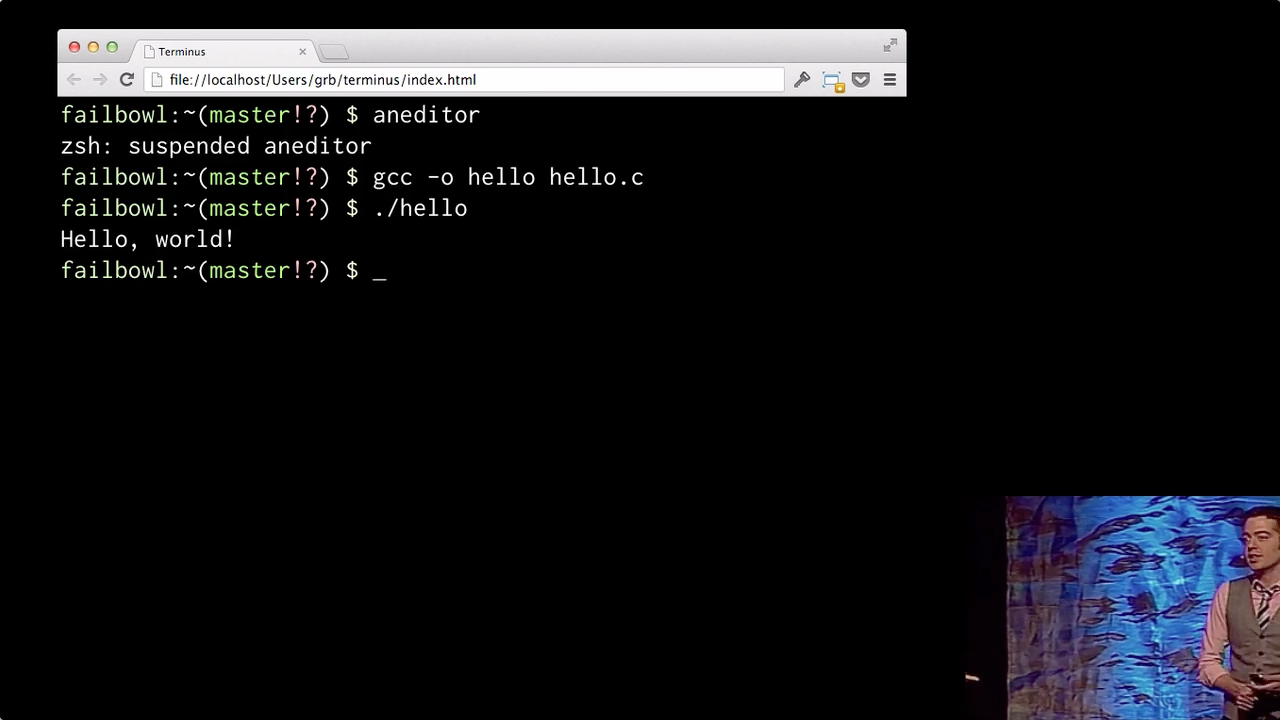 Terminus
file://localhost/Users/grb/terminus/index.html
failbowl:~(master!?) $ aneditor
zsh: suspended aneditor
failbowl:~(master!?) $ gcc -o hello hello.c
failbowl:~(master!?) $ ./hello
Hello, world!
failbowl:~(master!?) $ _